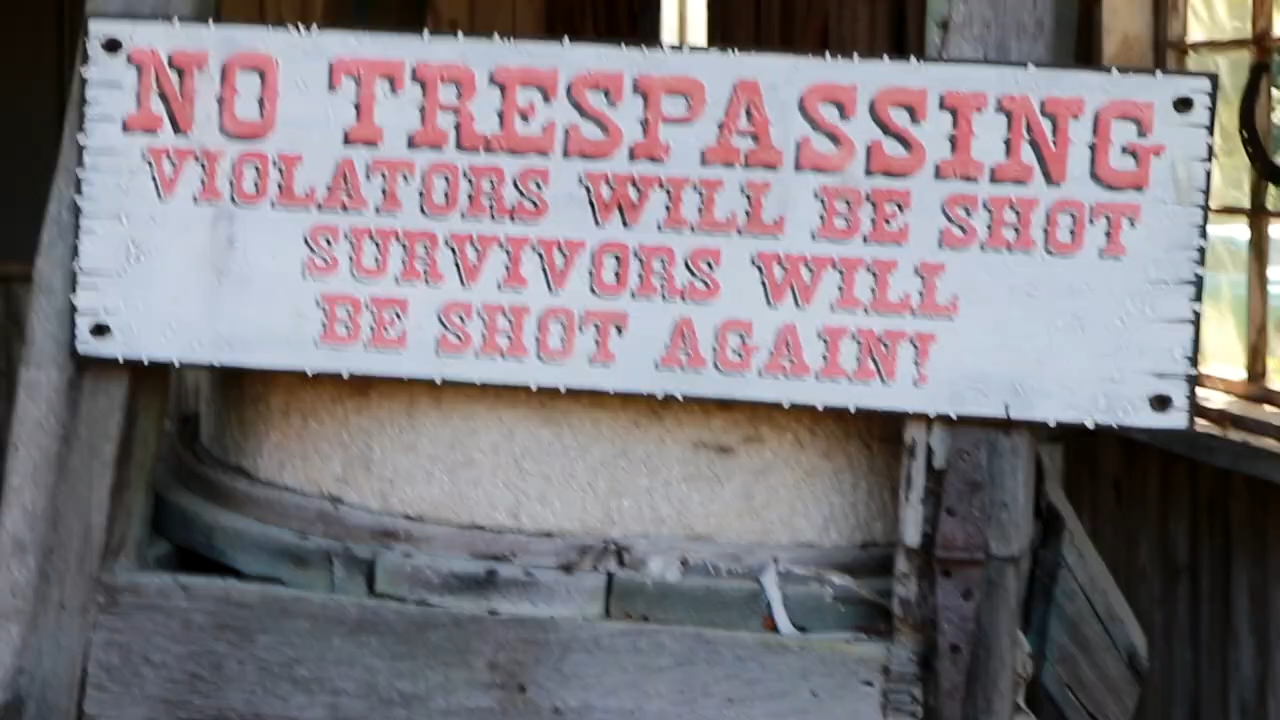 NO TRESPASSING
VIOLATORS WILL BE SHOT
SURVIVORS WILL
BE SHOT AGAIN!